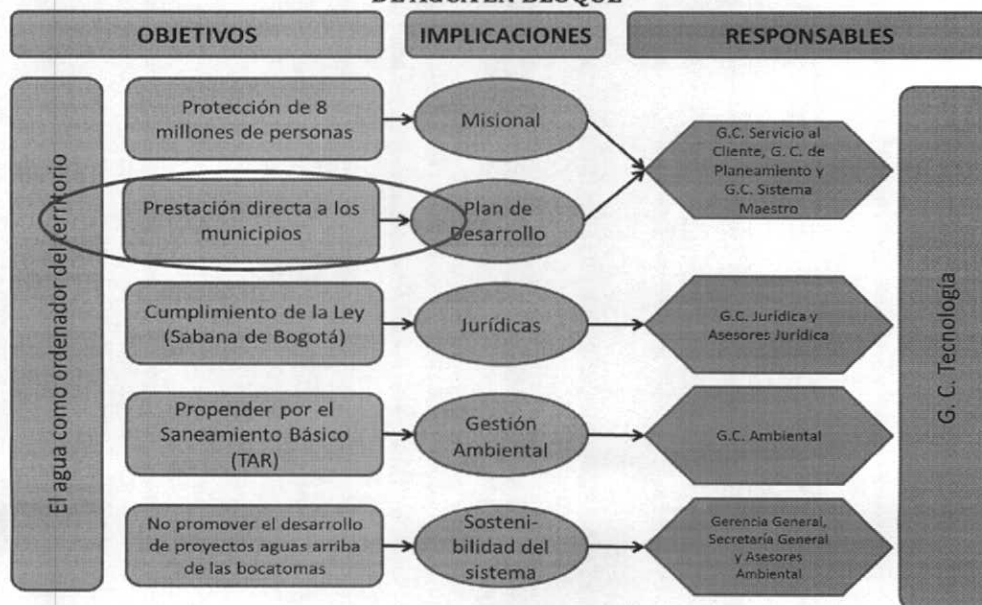 DE AGUA EN BLOQUE
OBJETIVOS
IMPLICACIONES
RESPONSABLES
El agua como ordenador del territorio
Protección de 8
millones de personas
Misional
G.C. Servicio al
Cliente, G. C. de
Planeamiento y
G.C. Sistema
Maestro
Prestación directa a los
municipios
Plan de
Desarrollo
Cumplimiento de la Ley
(Sabana de Bogotá)
Jurídicas
G.C. Jurídica y
Asesores Jurídica
Propender por el
Saneamiento Básico
(TAR)
Gestión
Ambiental
G.C. Ambiental
No promover el desarrollo
de proyectos aguas arriba
de las bocatomas
Sosteni-
bilidad del
sistema
Gerencia General,
Secretaría General
y Asesores
Ambiental
G. C. Tecnología